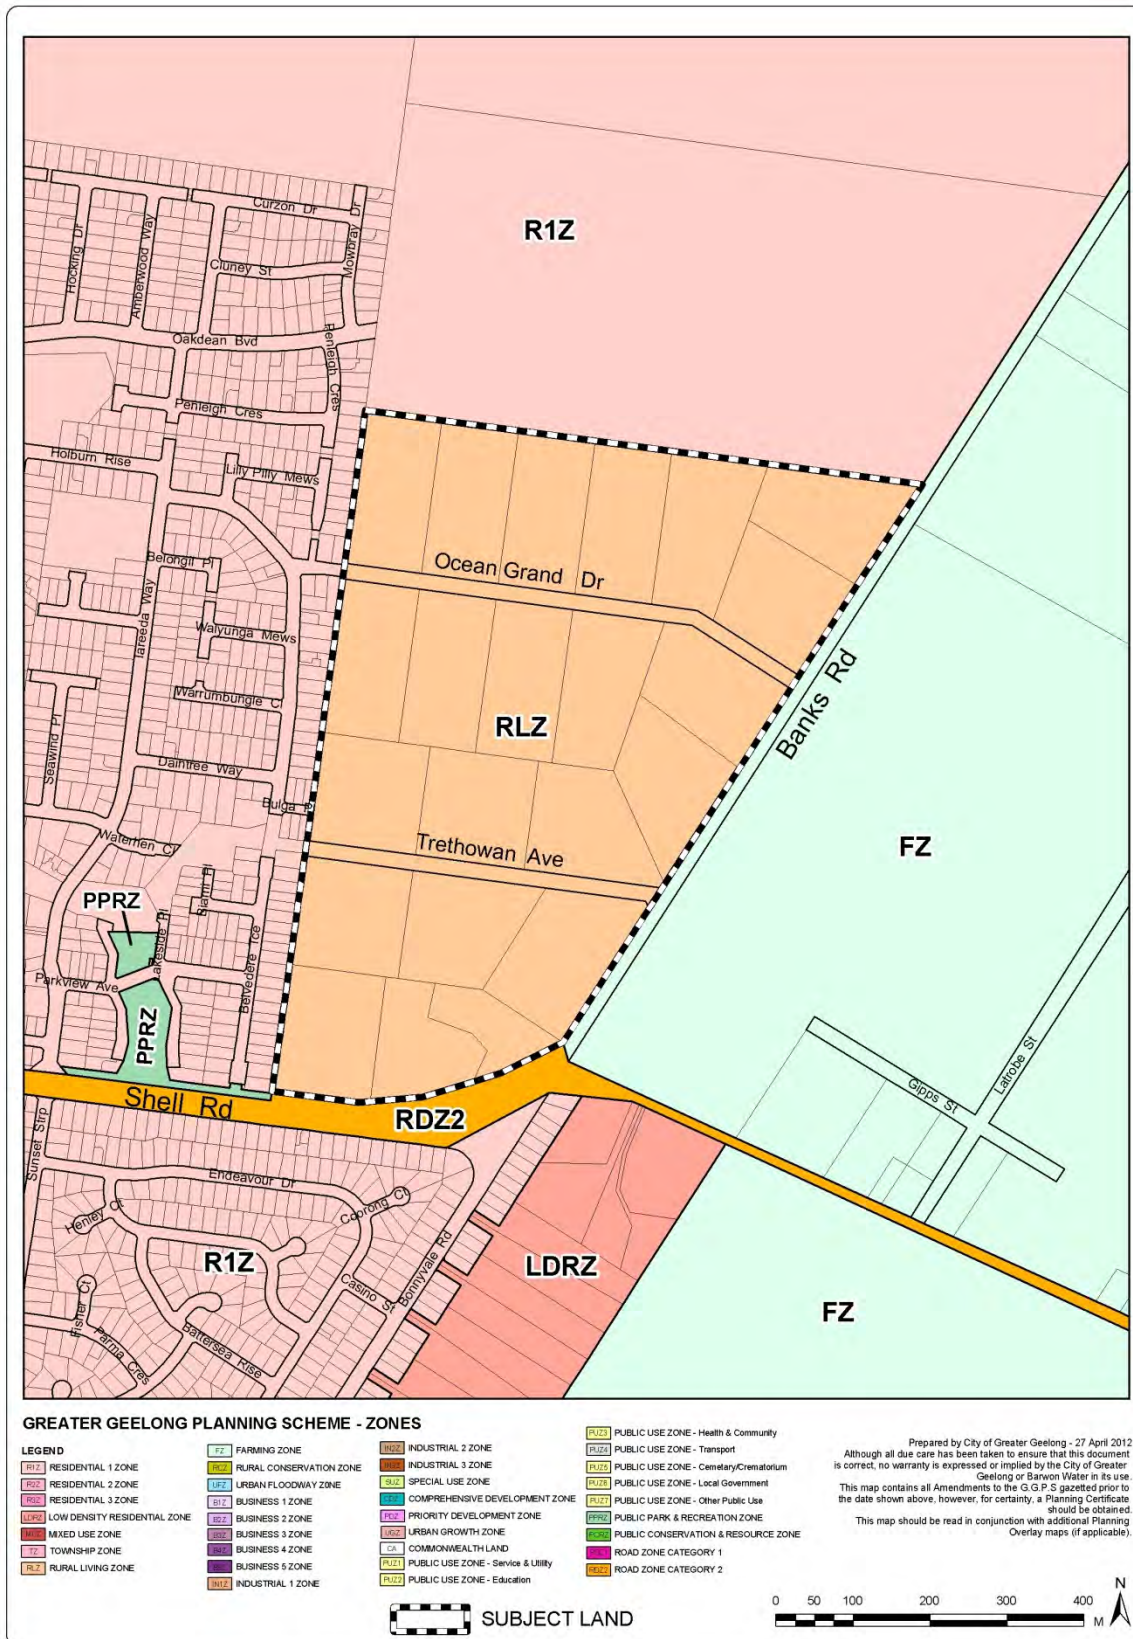 R1Z
Curzon Dr
Hocking Dr
Amberwood Way
Mowbray Dr
Cluney St
Oakdean Bvd
Penleigh Cres
Penleigh Cres
Holburn Rise
Lilly Pilly Mews
Ocean Grand Dr
Belongil Pl
Tareeda Way
Walyunga Mews
Warrumbungle Cl
RLZ
Banks Rd
Seawind Pl
Daintree Way
Bulga Pl
Waterhen Cl
Trethowan Ave
FZ
PPRZ
Biami Pl
Lakeside Pl
Belvedere Tce
Parkview Ave
PPRZ
Latrobe St
Gipps St
Shell Rd
RDZ2
Sunset Strp
Endeavour Dr
Coorong Ct
Henley Ct
R1Z
LDRZ
Bonnyvale Rd
Casino St
Fisher Ct
Parma Cres
Battersea Rise
FZ
GREATER GEELONG PLANNING SCHEME - ZONES
LEGEND
R1Z RESIDENTIAL 1 ZONE
R2Z RESIDENTIAL 2 ZONE
R3Z RESIDENTIAL 3 ZONE
LDRZ LOW DENSITY RESIDENTIAL ZONE
MUZ MIXED USE ZONE
TZ TOWNSHIP ZONE
RLZ RURAL LIVING ZONE
FZ FARMING ZONE
RCZ RURAL CONSERVATION ZONE
UFZ URBAN FLOODWAY ZONE
B1Z BUSINESS 1 ZONE
B2Z BUSINESS 2 ZONE
B3Z BUSINESS 3 ZONE
B4Z BUSINESS 4 ZONE
BUSINESS 5 ZONE
IN1Z INDUSTRIAL 1 ZONE
IN2Z INDUSTRIAL 2 ZONE
IN3Z INDUSTRIAL 3 ZONE
SUZ SPECIAL USE ZONE
CDZ COMPREHENSIVE DEVELOPMENT ZONE
PDZ PRIORITY DEVELOPMENT ZONE
UGZ URBAN GROWTH ZONE
CA COMMONWEALTH LAND
PUZ1 PUBLIC USE ZONE - Service & Utility
PUZ2 PUBLIC USE ZONE - Education
PUZ3 PUBLIC USE ZONE - Health & Community
PUZ4 PUBLIC USE ZONE - Transport
PUZ5 PUBLIC USE ZONE - Cemetery/Crematorium
PUZ6 PUBLIC USE ZONE - Local Government
PUZ7 PUBLIC USE ZONE - Other Public Use
PPRZ PUBLIC PARK & RECREATION ZONE
PCRZ PUBLIC CONSERVATION & RESOURCE ZONE
ROAD ZONE CATEGORY 1
RDZ2 ROAD ZONE CATEGORY 2
Prepared by City of Greater Geelong - 27 April 2012
Although all due care has been taken to ensure that this document
is correct, no warranty is expressed or implied by the City of Greater
Geelong or Barwon Water in its use.
This map contains all Amendments to the G.G.P.S gazetted prior to
the date shown above, however, for certainty, a Planning Certificate
should be obtained.
This map should be read in conjunction with additional Planning
Overlay maps (if applicable).
SUBJECT LAND
0 50 100 200 300 400
M
N